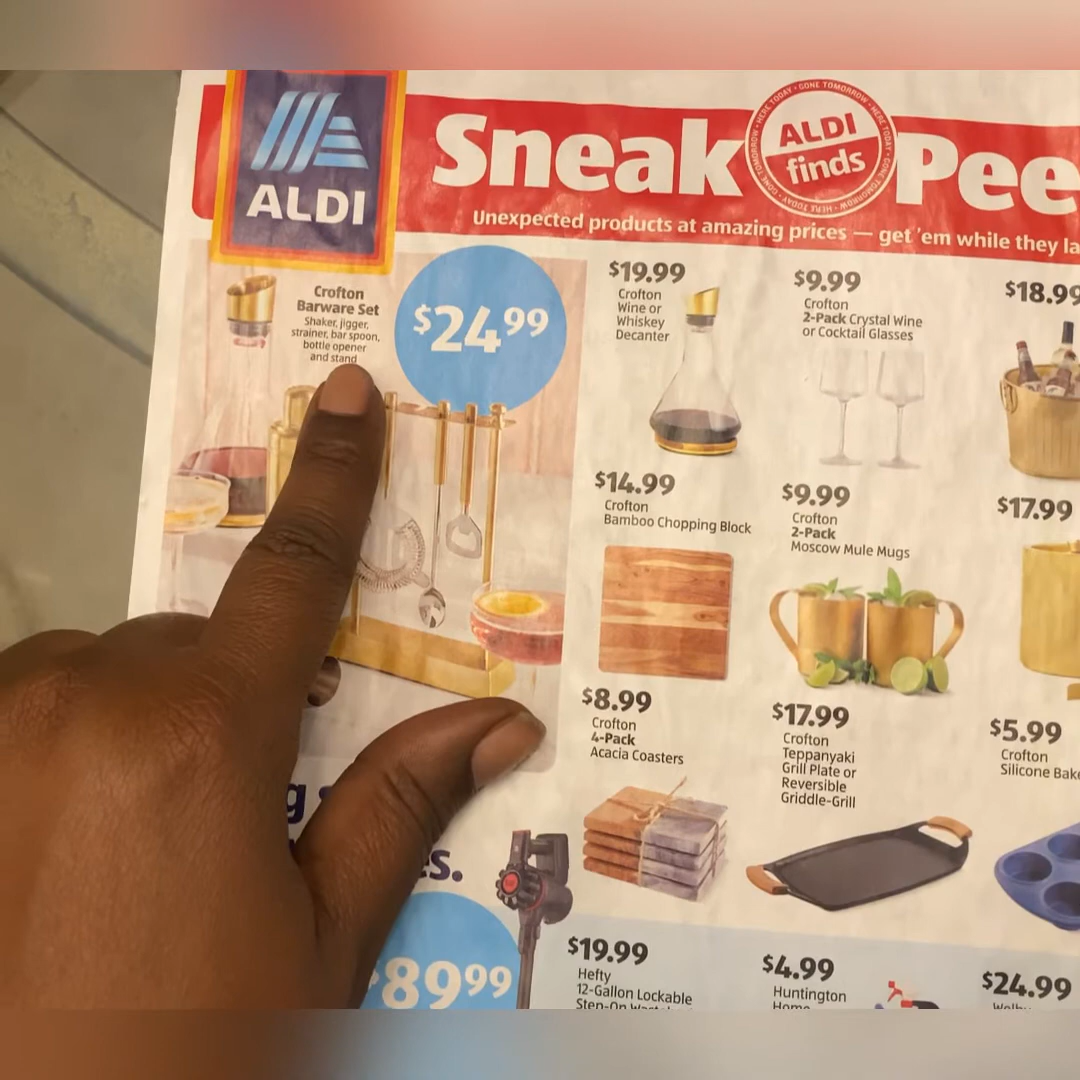 ALDI
Sneak
Pee
HERE TODAY • GONE TOMORROW •
ALDI
finds
Unexpected products at amazing prices — get 'em while they la
Crofton
Barware Set
Shaker, jigger,
strainer, bar spoon,
bottle opener
and stand
$24.99
$19.99
Crofton
Wine or
Whiskey
Decanter
$9.99
Crofton
2-Pack Crystal Wine
or Cocktail Glasses
$18.99
$14.99
Crofton
Bamboo Chopping Block
$9.99
Crofton
2-Pack
Moscow Mule Mugs
$17.99
$8.99
Crofton
4-Pack
Acacia Coasters
$17.99
Crofton
Teppanyaki
Grill Plate or
Reversible
Griddle-Grill
$5.99
Crofton
Silicone Bake
g
es.
$89.99
$19.99
Hefty
12-Gallon Lockable
$4.99
Huntington
Home
$24.99